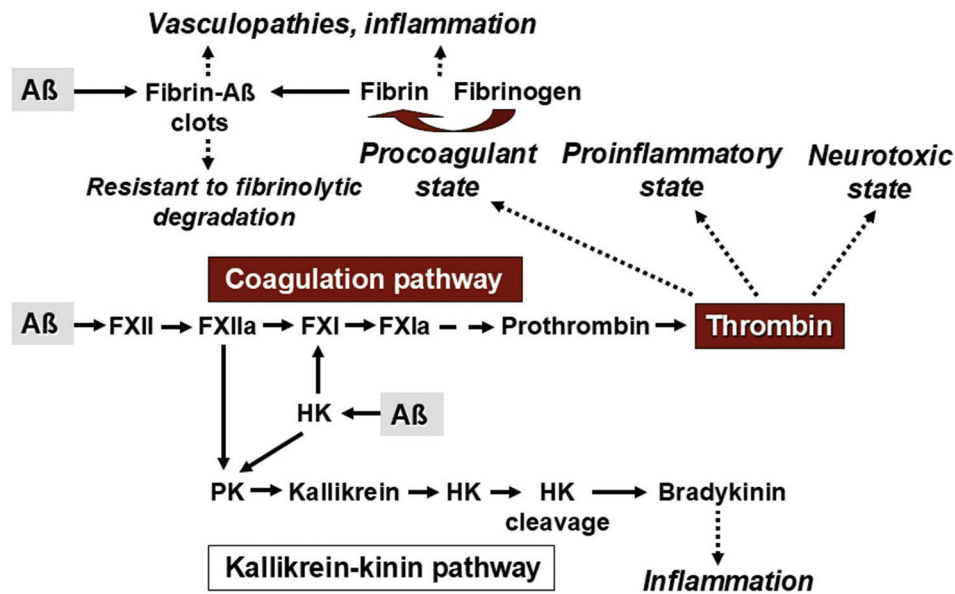 Vasculopathies, inflammation
Aß
Fibrin-Aß
clots
Fibrin
Fibrinogen
Resistant to fibrinolytic
degradation
Procoagulant
state
Proinflammatory
state
Neurotoxic
state
Coagulation pathway
Aß
FXII
FXIIa
FXI
FXIa
Prothrombin
Thrombin
HK
Aß
PK
Kallikrein
HK
HK
cleavage
Bradykinin
Kallikrein-kinin pathway
Inflammation